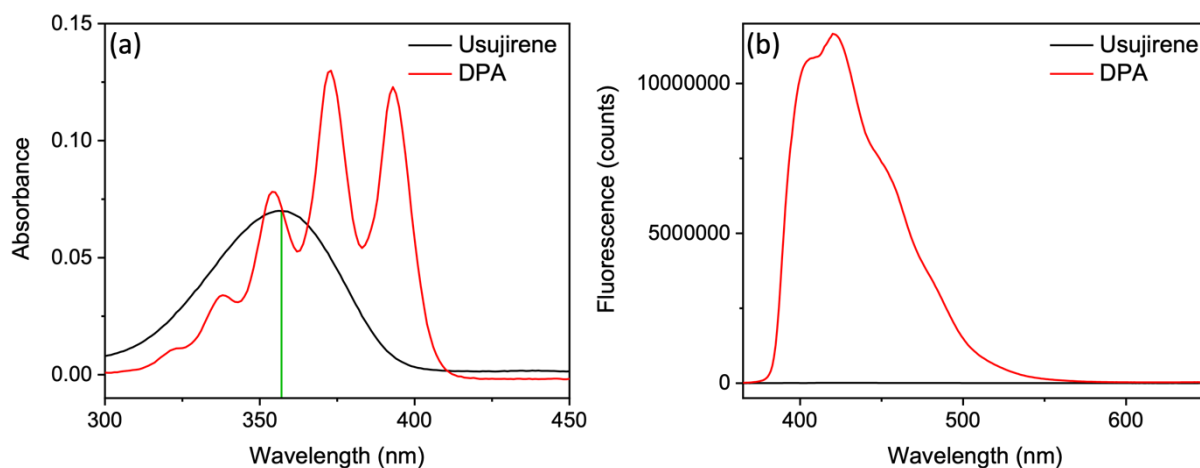 (a)
Usujirene
DPA
0.15
0.10
0.05
0.00
Absorbance
300
350
400
450
Wavelength (nm)
(b)
Usujirene
DPA
10000000
5000000
0
Fluorescence (counts)
400
500
600
Wavelength (nm)